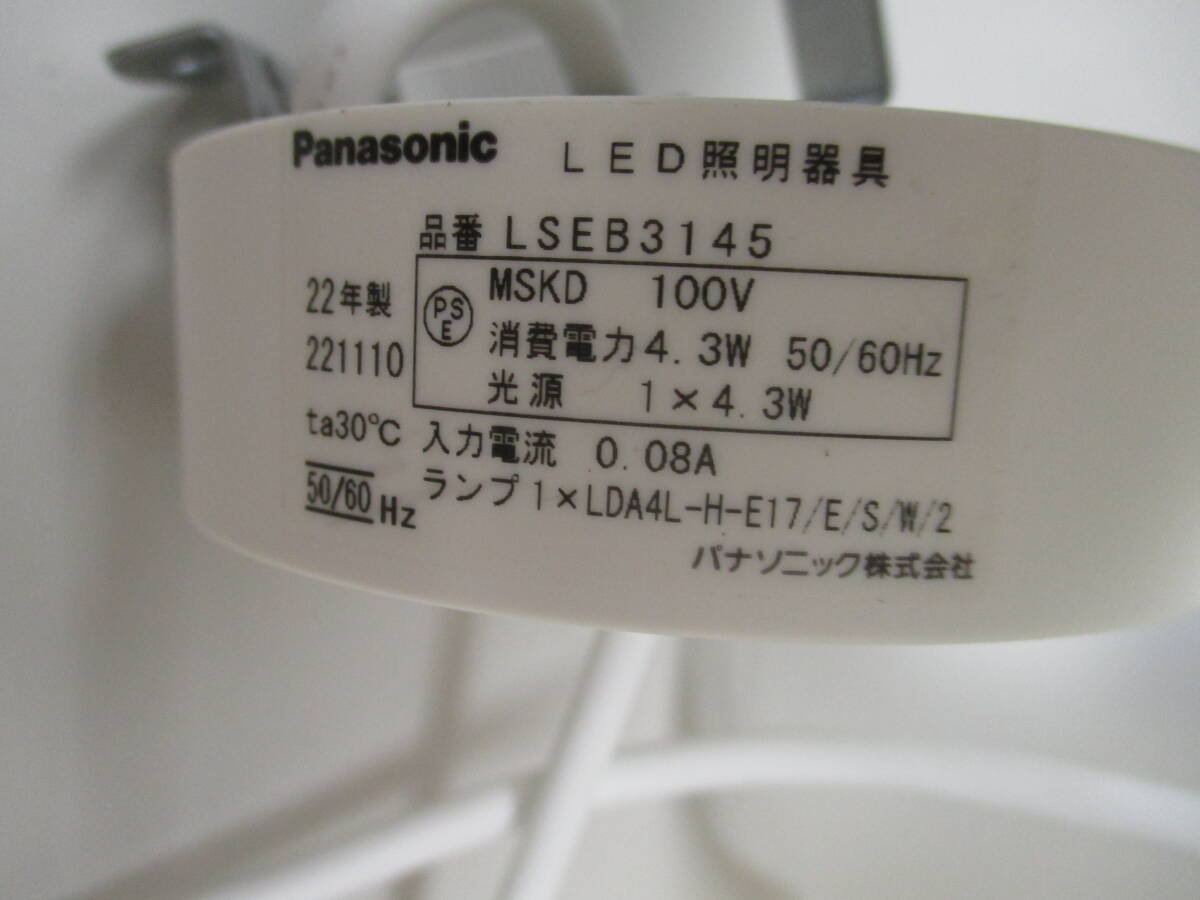 Panasonic LED照明器具
品番 LSEB3145
22年製
221110
ta30℃
50/60 Hz
PS
E
MSKD 100V
消費電力 4.3W 50/60Hz
光源 1×4.3W
入力電流 0.08A
ランプ 1×LDA4L-H-E17/E/S/W/2
パナソニック株式会社